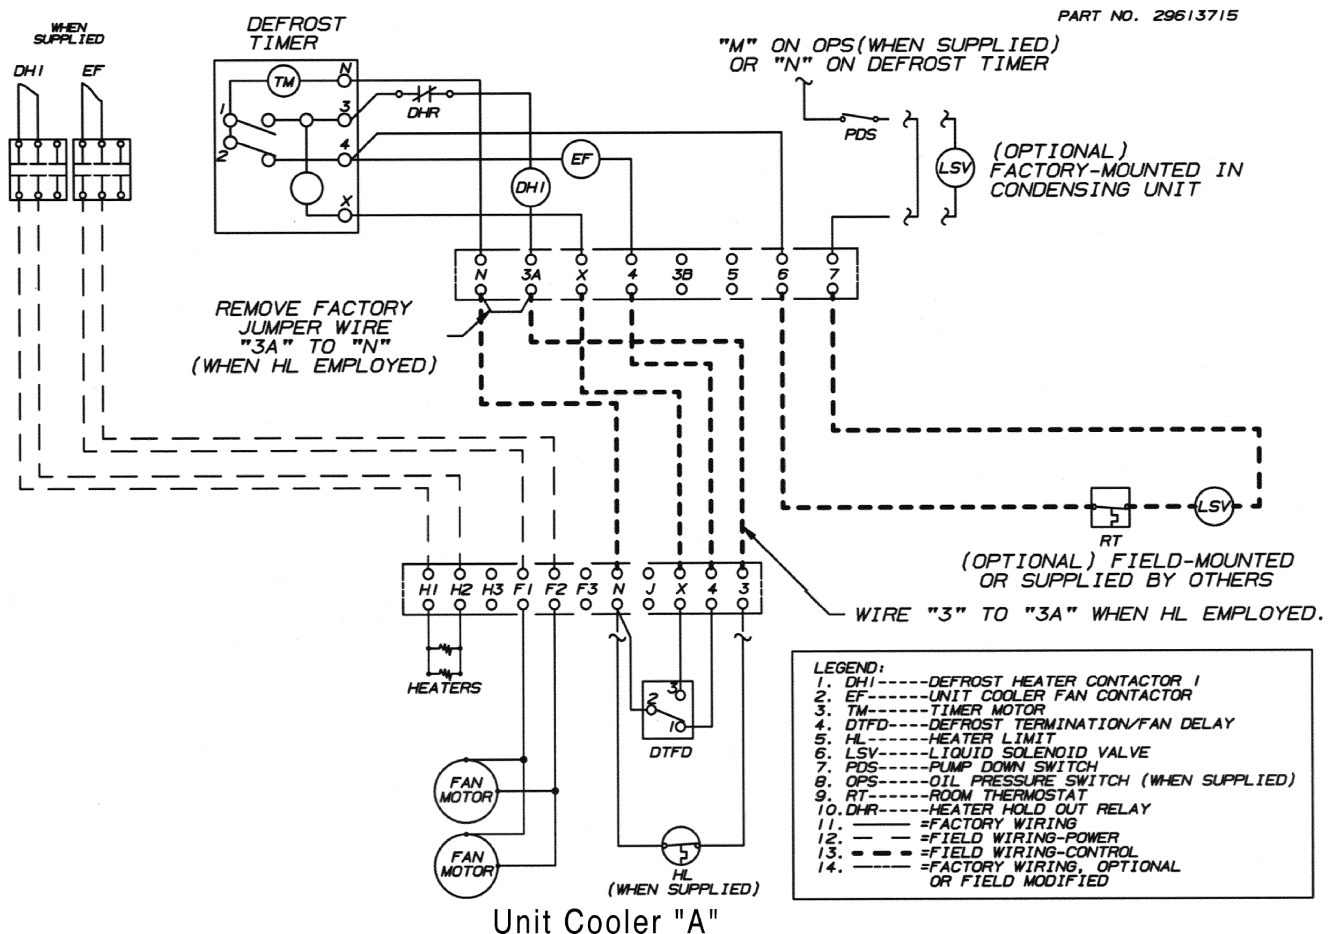 PART NO. 29613715
WHEN
SUPPLIED
DEFROST
TIMER
"M" ON OPS(WHEN SUPPLIED)
OR "N" ON DEFROST TIMER
DH1
EF
TM
N
1
3
DHR
2
4
EF
DH1
X
PDS
LSV
(OPTIONAL)
FACTORY-MOUNTED IN
CONDENSING UNIT
N 3A X 4 3B 5 6 7
REMOVE FACTORY
JUMPER WIRE
"3A" TO "N"
(WHEN HL EMPLOYED)
LSV
RT
(OPTIONAL) FIELD-MOUNTED
OR SUPPLIED BY OTHERS
H1 H2 H3 F1 F2 F3 N J X 4 3
WIRE "3" TO "3A" WHEN HL EMPLOYED.
HEATERS
2
3
1
DTFD
FAN
MOTOR
FAN
MOTOR
HL
(WHEN SUPPLIED)
LEGEND:
1. DH1-----DEFROST HEATER CONTACTOR 1
2. EF------UNIT COOLER FAN CONTACTOR
3. TM------TIMER MOTOR
4. DTFD----DEFROST TERMINATION/FAN DELAY
5. HL------HEATER LIMIT
6. LSV-----LIQUID SOLENOID VALVE
7. PDS-----PUMP DOWN SWITCH
8. OPS-----OIL PRESSURE SWITCH (WHEN SUPPLIED)
9. RT------ROOM THERMOSTAT
10. DHR-----HEATER HOLD OUT RELAY
11. =FACTORY WIRING
12. =FIELD WIRING-POWER
13. =FIELD WIRING-CONTROL
14. =FACTORY WIRING, OPTIONAL
OR FIELD MODIFIED
Unit Cooler "A"